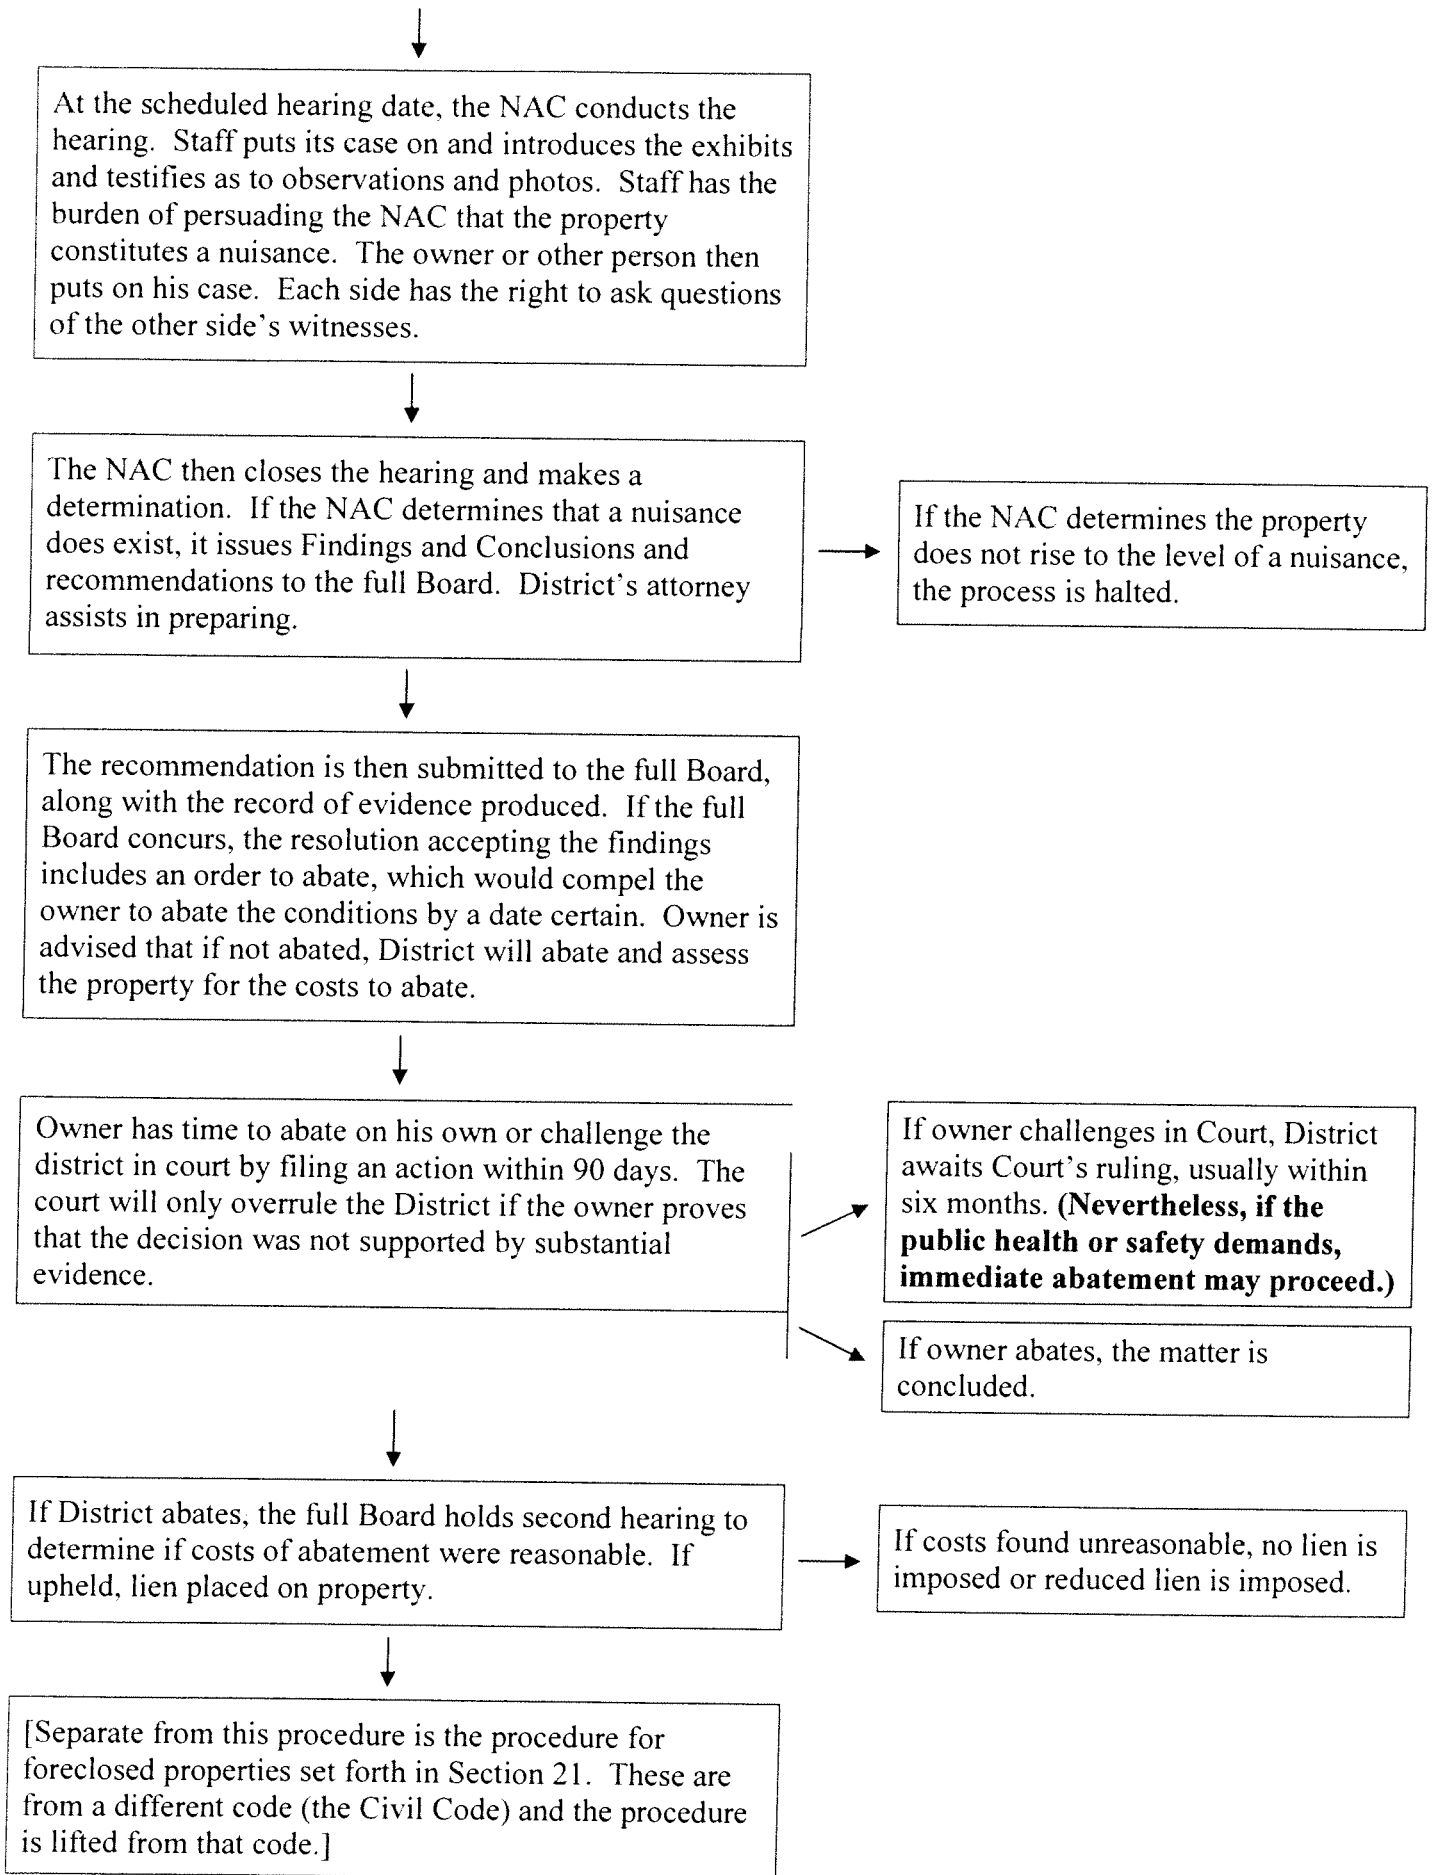 At the scheduled hearing date, the NAC conducts the
hearing. Staff puts its case on and introduces the exhibits
and testifies as to observations and photos. Staff has the
burden of persuading the NAC that the property
constitutes a nuisance. The owner or other person then
puts on his case. Each side has the right to ask questions
of the other side's witnesses.
The NAC then closes the hearing and makes a
determination. If the NAC determines that a nuisance
does exist, it issues Findings and Conclusions and
recommendations to the full Board. District's attorney
assists in preparing.
If the NAC determines the property
does not rise to the level of a nuisance,
the process is halted.
The recommendation is then submitted to the full Board,
along with the record of evidence produced. If the full
Board concurs, the resolution accepting the findings
includes an order to abate, which would compel the
owner to abate the conditions by a date certain. Owner is
advised that if not abated, District will abate and assess
the property for the costs to abate.
Owner has time to abate on his own or challenge the
district in court by filing an action within 90 days. The
court will only overrule the District if the owner proves
that the decision was not supported by substantial
evidence.
If owner challenges in Court, District
awaits Court's ruling, usually within
six months. (Nevertheless, if the
public health or safety demands,
immediate abatement may proceed.)
If owner abates, the matter is
concluded.
If District abates, the full Board holds second hearing to
determine if costs of abatement were reasonable. If
upheld, lien placed on property.
If costs found unreasonable, no lien is
imposed or reduced lien is imposed.
[Separate from this procedure is the procedure for
foreclosed properties set forth in Section 21. These are
from a different code (the Civil Code) and the procedure
is lifted from that code.]